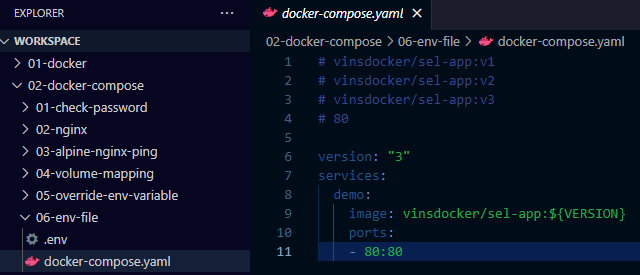 EXPLORER
WORKSPACE
01-docker
02-docker-compose
01-check-password
02-nginx
03-alpine-nginx-ping
04-volume-mapping
05-override-env-variable
06-env-file
.env
docker-compose.yaml
docker-compose.yaml
02-docker-compose > 06-env-file > docker-compose.yaml
1 # vinsdocker/sel-app:v1
2 # vinsdocker/sel-app:v2
3 # vinsdocker/sel-app:v3
4 # 80
5
6 version: "3"
7 services:
8 demo:
9 image: vinsdocker/sel-app:${VERSION}
10 ports:
11 - 80:80